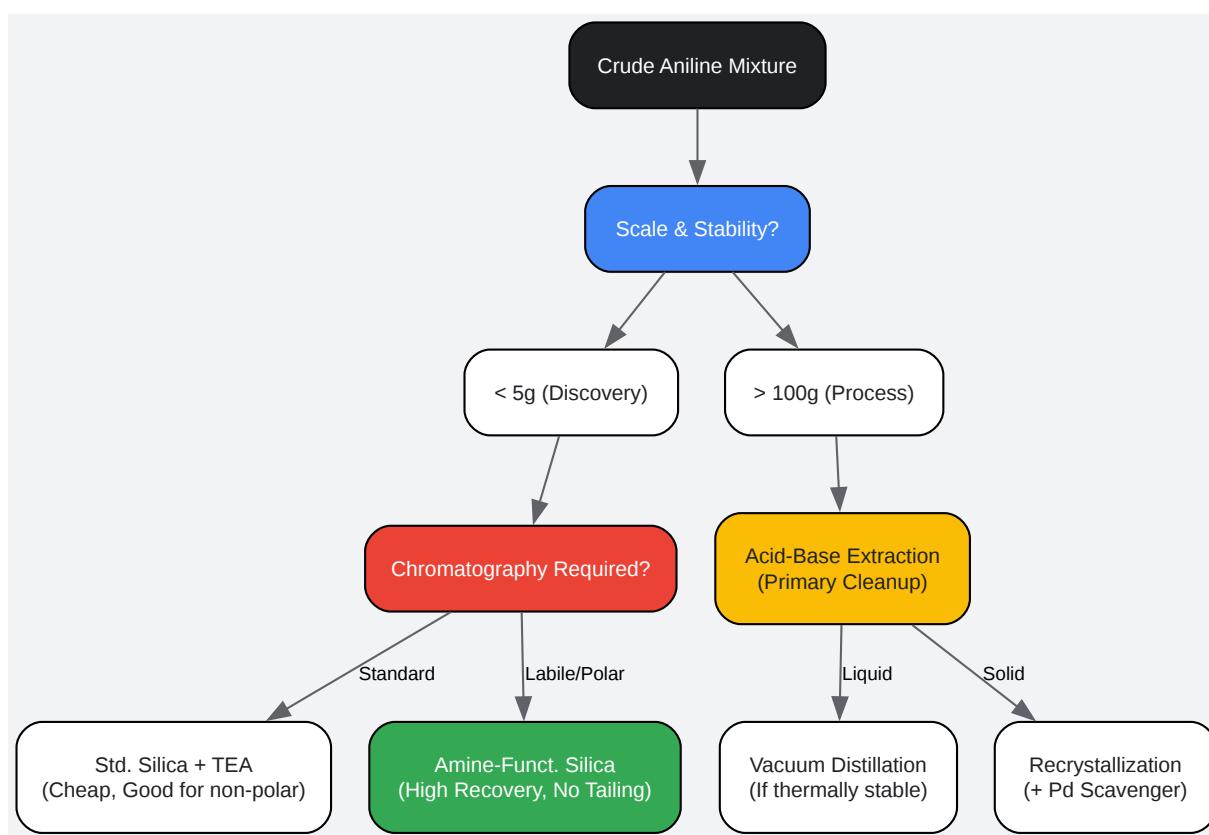 Crude Aniline Mixture
Scale & Stability?
< 5g (Discovery)
> 100g (Process)
Chromatography Required?
Acid-Base Extraction
(Primary Cleanup)
Standard
Labile/Polar
Liquid
Solid
Std. Silica + TEA
(Cheap, Good for non-polar)
Amine-Funct. Silica
(High Recovery, No Tailing)
Vacuum Distillation
(If thermally stable)
Recrystallization
(+ Pd Scavenger)